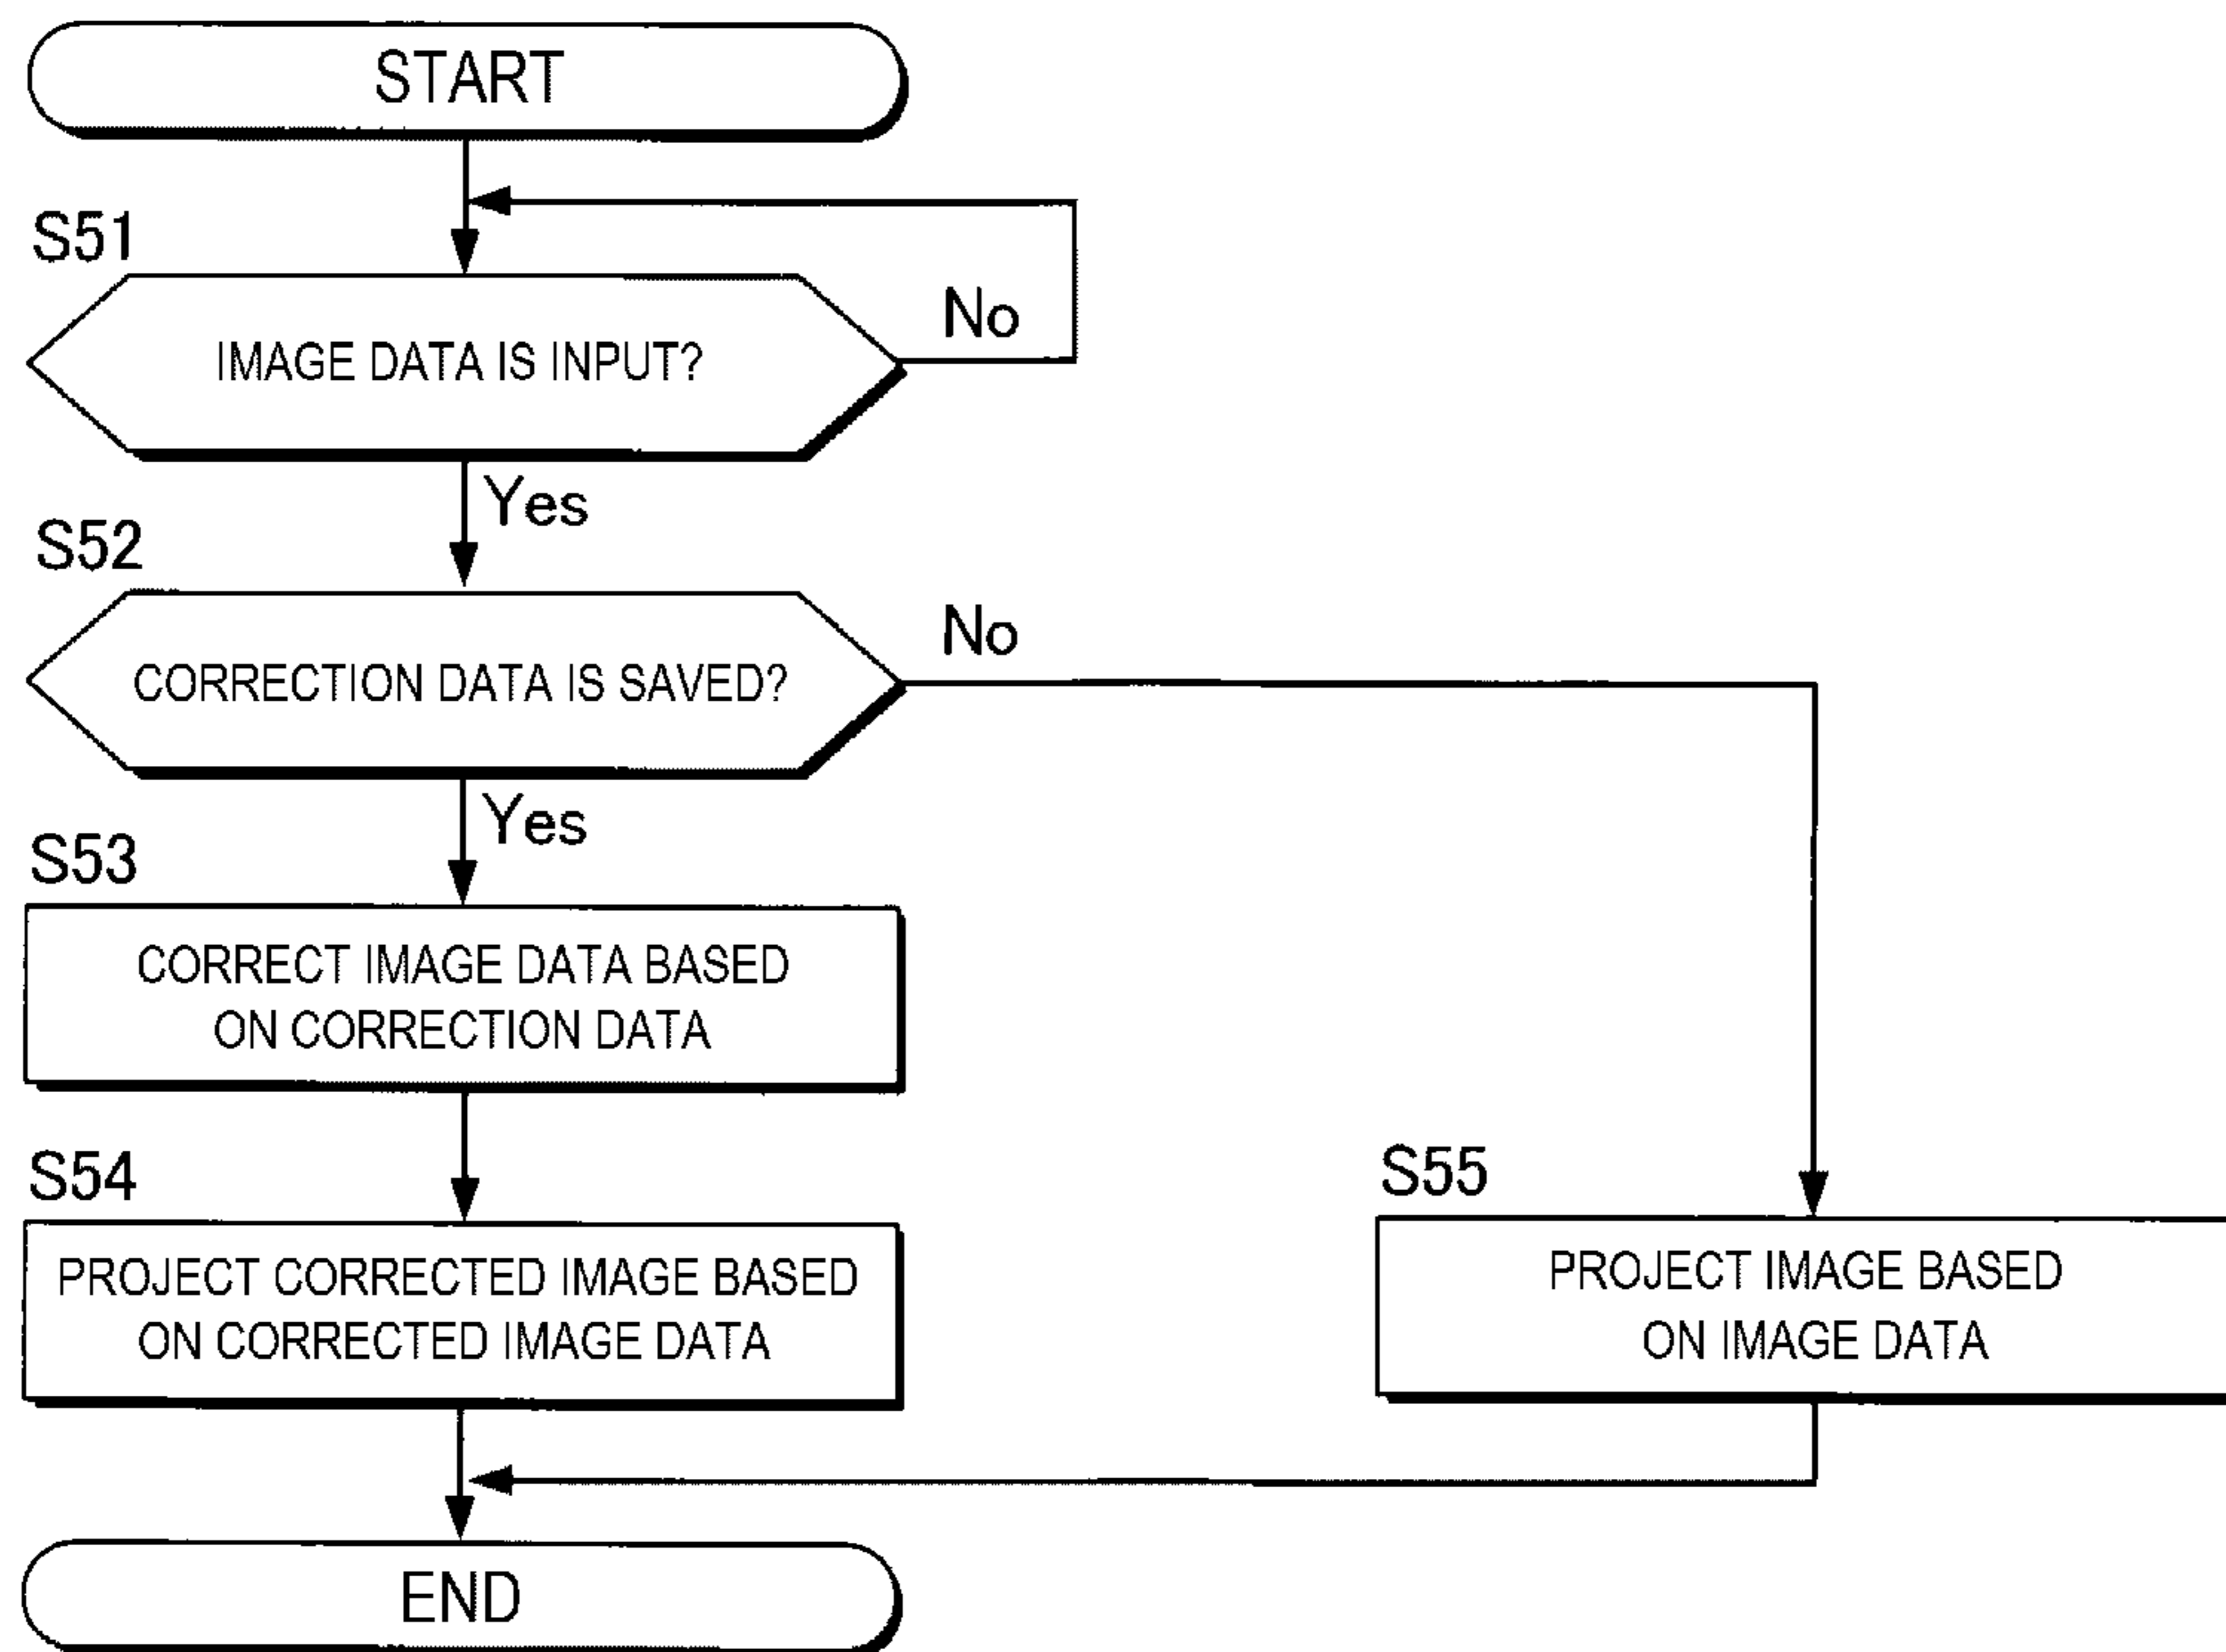 START
S51
IMAGE DATA IS INPUT?
No
Yes
S52
CORRECTION DATA IS SAVED?
No
Yes
S53
CORRECT IMAGE DATA BASED
ON CORRECTION DATA
S54
PROJECT CORRECTED IMAGE BASED
ON CORRECTED IMAGE DATA
S55
PROJECT IMAGE BASED
ON IMAGE DATA
END